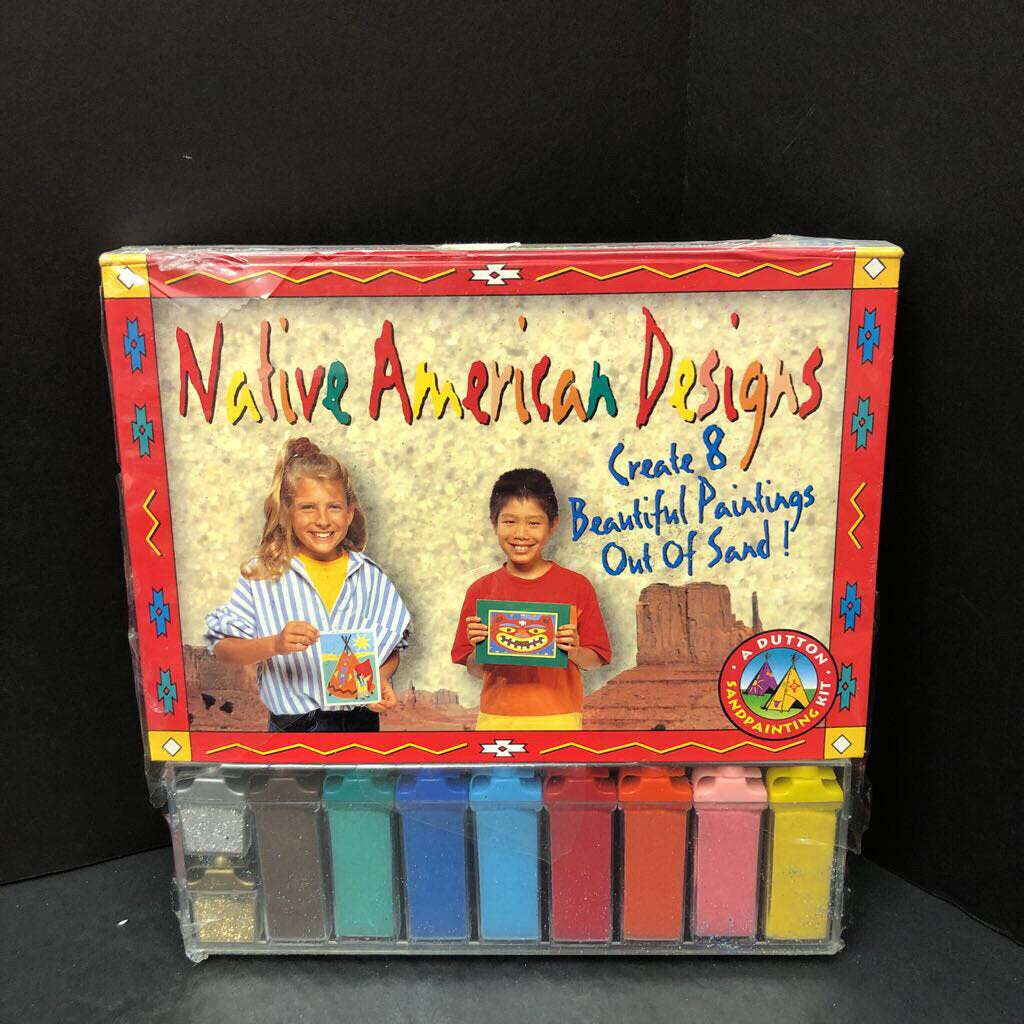 Native American Designs
Create 8
Beautiful Paintings
Out Of Sand!
· A DUTTON ·
SANDPAINTING KIT